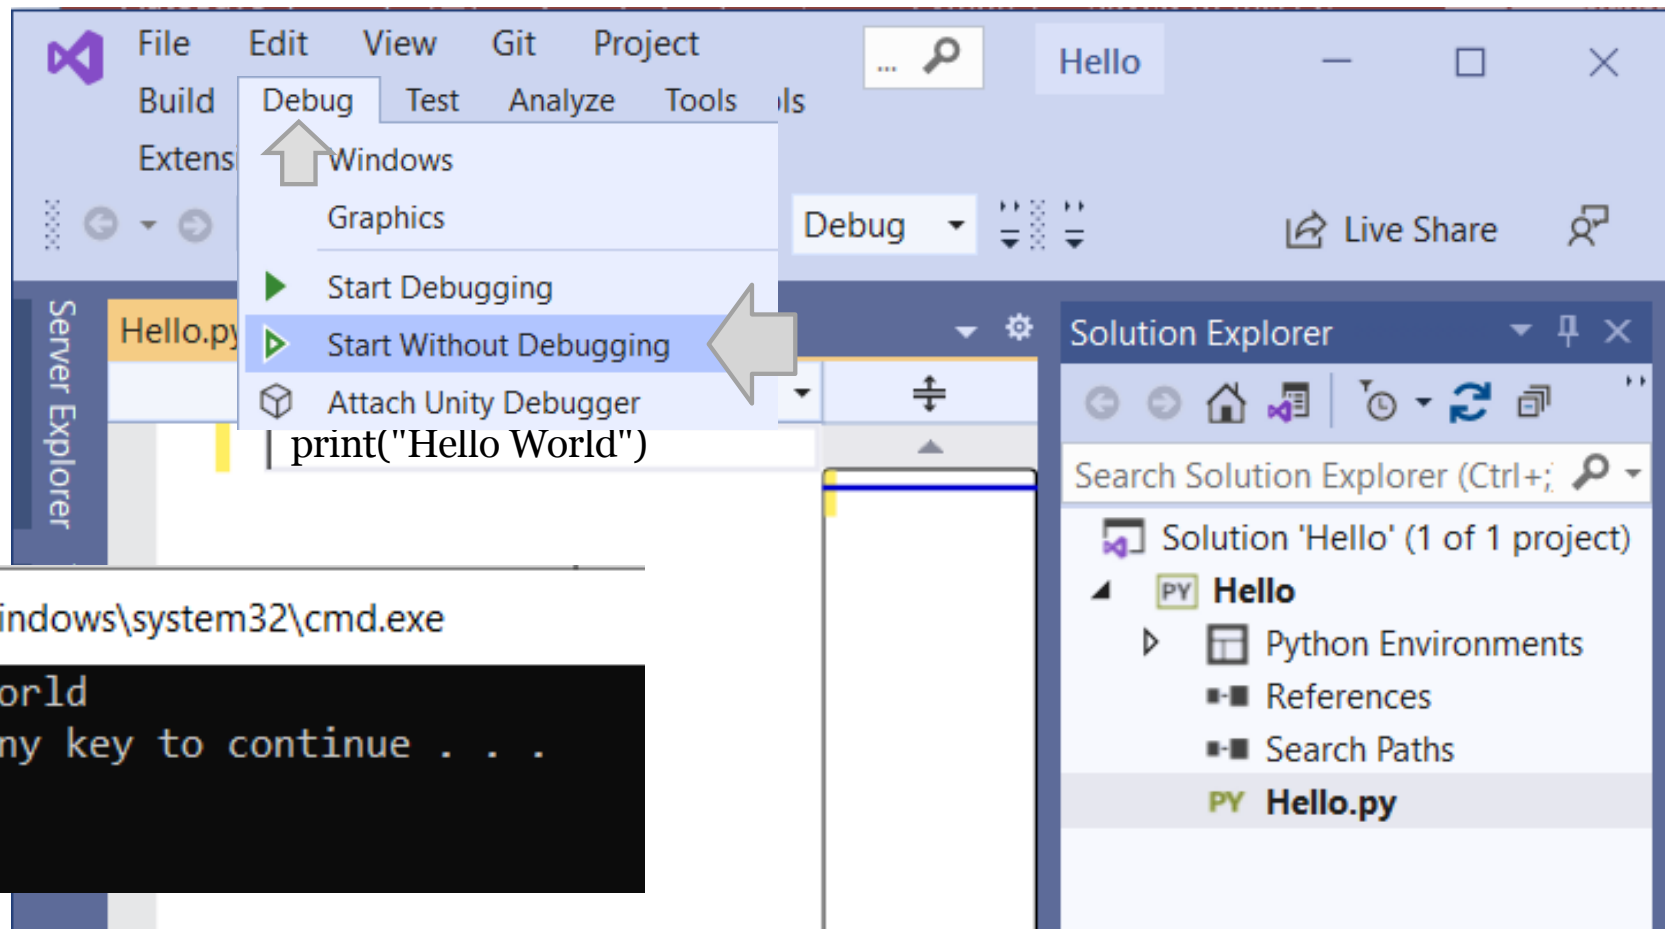 File Edit View Git Project
... Hello
Build Debug Test Analyze Tools ls
Extensi
Windows
Graphics
Debug
Live Share
Start Debugging
Start Without Debugging
Attach Unity Debugger
Server Explorer
Hello.py
print("Hello World")
indows\system32\cmd.exe
orld
ny key to continue . . .
Solution Explorer
Search Solution Explorer (Ctrl+;
Solution 'Hello' (1 of 1 project)
PY Hello
Python Environments
References
Search Paths
PY Hello.py